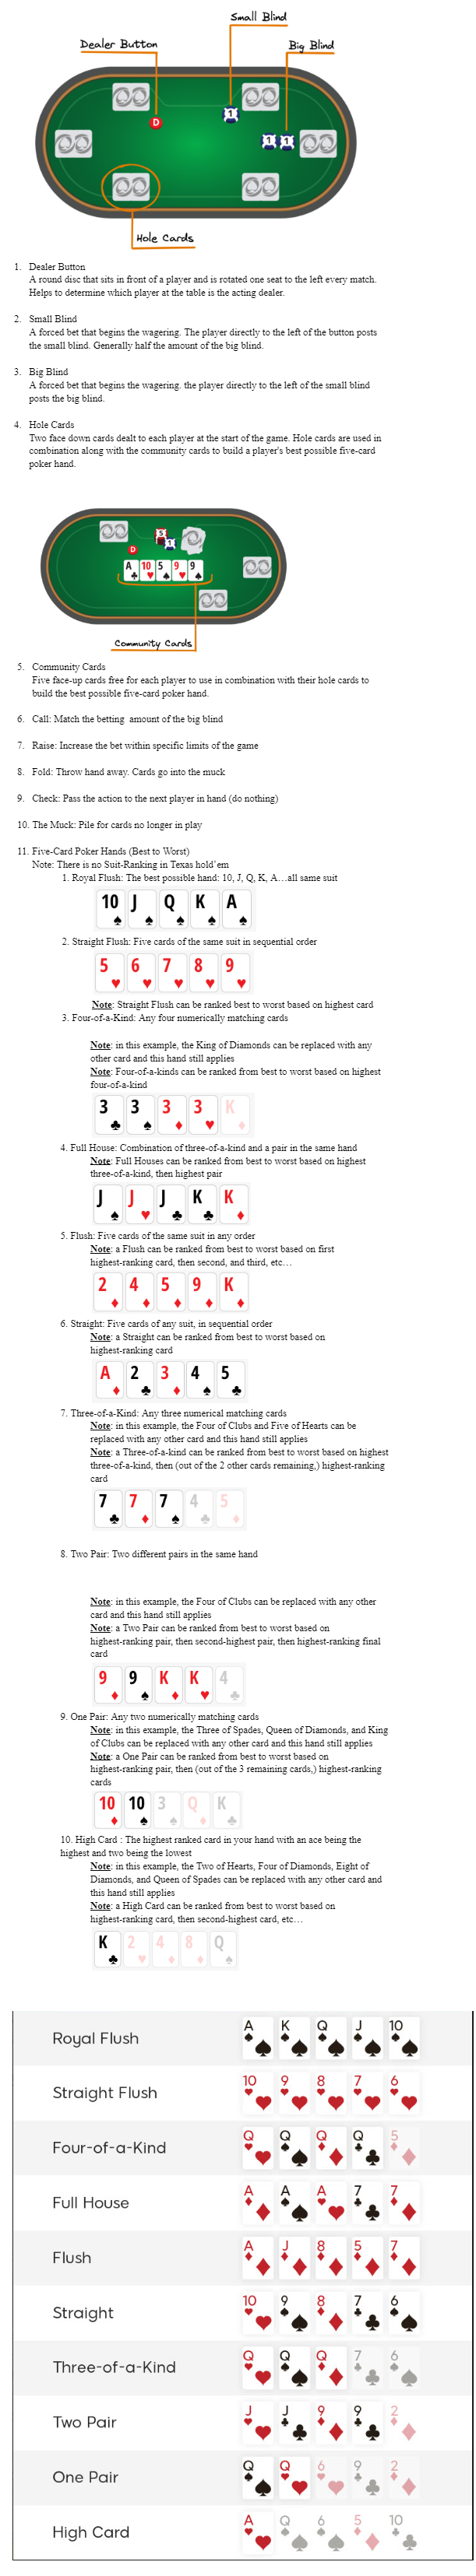 Small Blind
Dealer Button
Big Blind
1
D
1 1
Hole Cards
1. Dealer Button
A round disc that sits in front of a player and is rotated one seat to the left every match.
Helps to determine which player at the table is the acting dealer.
2. Small Blind
A forced bet that begins the wagering. The player directly to the left of the button posts
the small blind. Generally half the amount of the big blind.
3. Big Blind
A forced bet that begins the wagering. the player directly to the left of the small blind
posts the big blind.
4. Hole Cards
Two face down cards dealt to each player at the start of the game. Hole cards are used in
combination along with the community cards to build a player's best possible five-card
poker hand.
5
1
D
A 10 5 9 9
Community Cards
5. Community Cards
Five face-up cards free for each player to use in combination with their hole cards to
build the best possible five-card poker hand.
6. Call: Match the betting amount of the big blind
7. Raise: Increase the bet within specific limits of the game
8. Fold: Throw hand away. Cards go into the muck
9. Check: Pass the action to the next player in hand (do nothing)
10. The Muck: Pile for cards no longer in play
11. Five-Card Poker Hands (Best to Worst)
Note: There is no Suit-Ranking in Texas hold'em
1. Royal Flush: The best possible hand: 10, J, Q, K, A…all same suit
10 J Q K A
2. Straight Flush: Five cards of the same suit in sequential order
5 6 7 8 9
Note: Straight Flush can be ranked best to worst based on highest card
3. Four-of-a-Kind: Any four numerically matching cards
Note: in this example, the King of Diamonds can be replaced with any
other card and this hand still applies
Note: Four-of-a-kinds can be ranked from best to worst based on highest
four-of-a-kind
3 3 3 3 K
4. Full House: Combination of three-of-a-kind and a pair in the same hand
Note: Full Houses can be ranked from best to worst based on highest
three-of-a-kind, then highest pair
J J J K K
5. Flush: Five cards of the same suit in any order
Note: a Flush can be ranked from best to worst based on first
highest-ranking card, then second, and third, etc…
2 4 5 9 K
6. Straight: Five cards of any suit, in sequential order
Note: a Straight can be ranked from best to worst based on
highest-ranking card
A 2 3 4 5
7. Three-of-a-Kind: Any three numerical matching cards
Note: in this example, the Four of Clubs and Five of Hearts can be
replaced with any other card and this hand still applies
Note: a Three-of-a-kind can be ranked from best to worst based on highest
three-of-a-kind, then (out of the 2 other cards remaining,) highest-ranking
card
7 7 7 4 5
8. Two Pair: Two different pairs in the same hand
Note: in this example, the Four of Clubs can be replaced with any other
card and this hand still applies
Note: a Two Pair can be ranked from best to worst based on
highest-ranking pair, then second-highest pair, then highest-ranking final
card
9 9 K K 4
9. One Pair: Any two numerically matching cards
Note: in this example, the Three of Spades, Queen of Diamonds, and King
of Clubs can be replaced with any other card and this hand still applies
Note: a One Pair can be ranked from best to worst based on
highest-ranking pair, then (out of the 3 remaining cards,) highest-ranking
cards
10 10 3 Q K
10. High Card : The highest ranked card in your hand with an ace being the
highest and two being the lowest
Note: in this example, the Two of Hearts, Four of Diamonds, Eight of
Diamonds, and Queen of Spades can be replaced with any other card and
this hand still applies
Note: a High Card can be ranked from best to worst based on
highest-ranking card, then second-highest card, etc…
K 2 4 8 Q
Royal Flush A K Q J 10
Straight Flush 10 9 8 7 6
Four-of-a-Kind Q Q Q Q 5
Full House A A A 7 7
Flush A J 8 5 7
Straight 10 9 8 7 6
Three-of-a-Kind Q Q Q 7 6
Two Pair J J 9 9 2
One Pair Q Q 6 9 2
High Card A Q 6 5 10